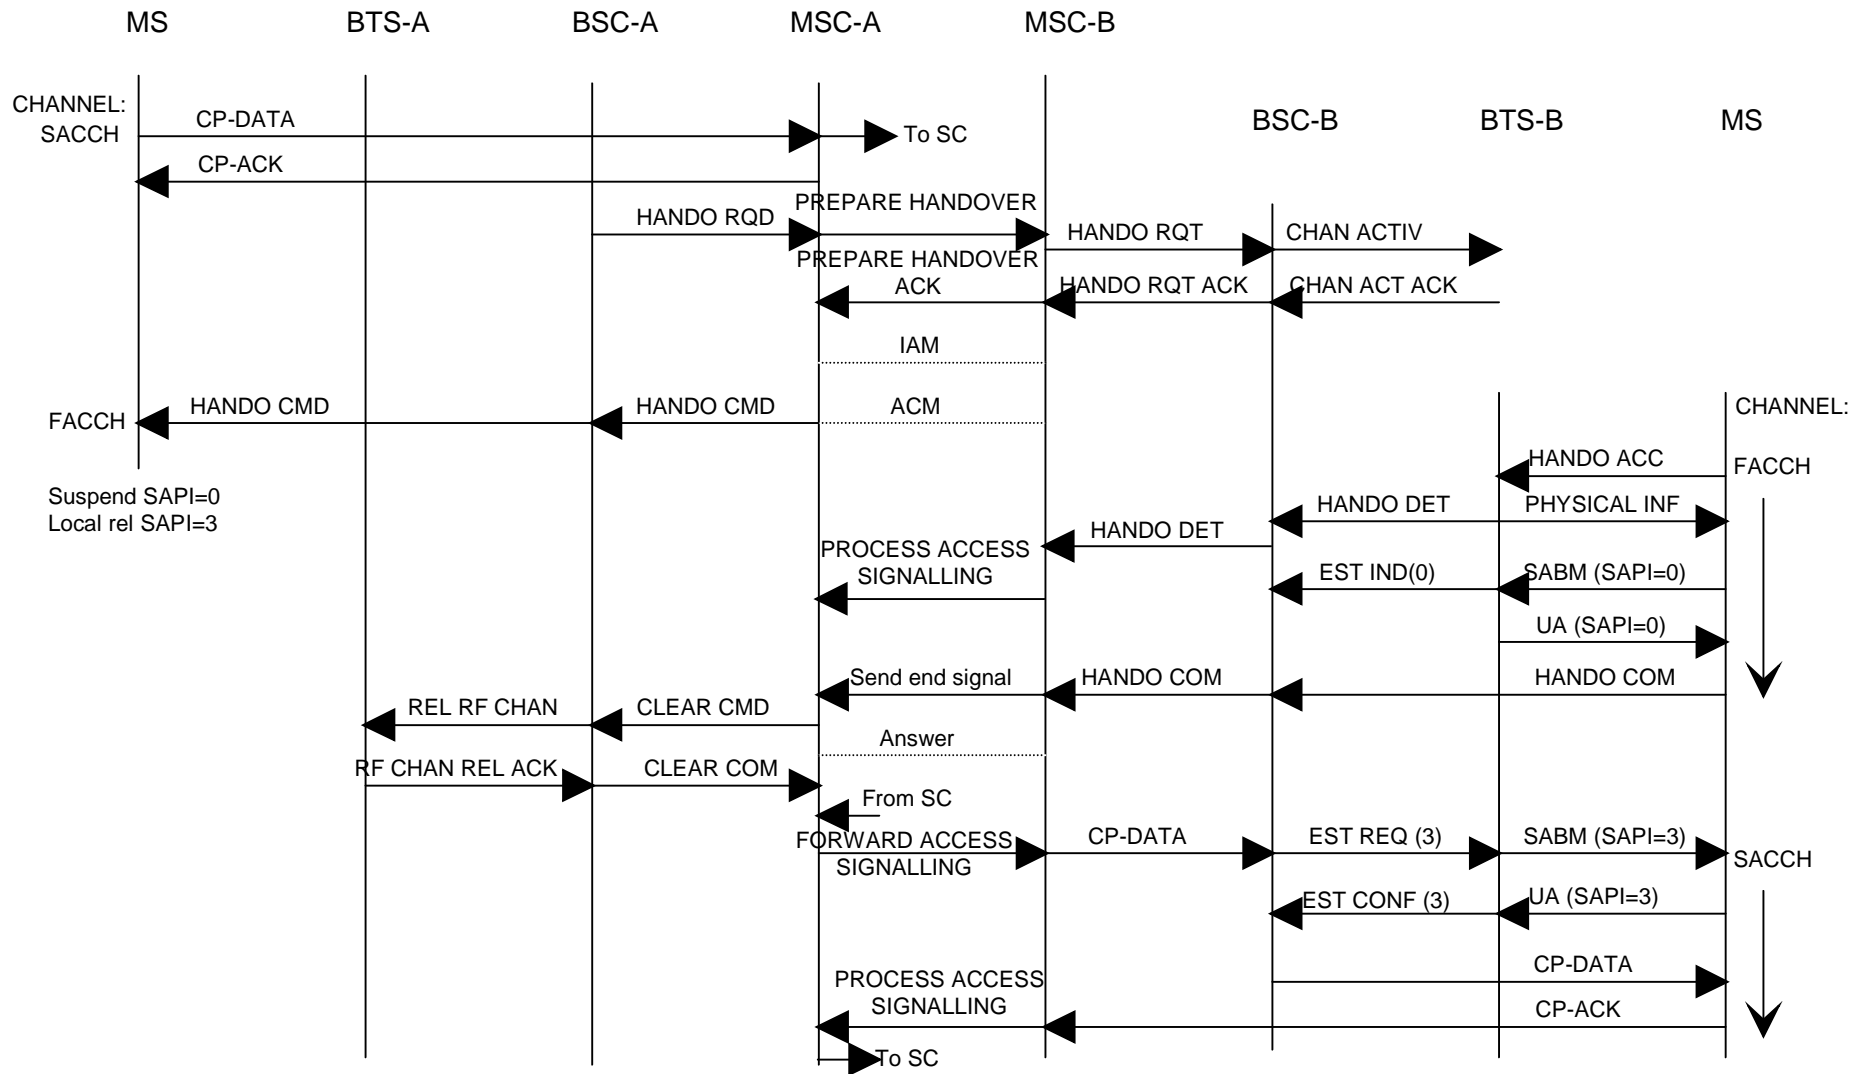 MS BTS-A BSC-A MSC-A MSC-B
CHANNEL:
SACCH
CP-DATA
To SC
BSC-B BTS-B MS
CP-ACK
PREPARE HANDOVER
HANDO RQD
HANDO RQT
CHAN ACTIV
PREPARE HANDOVER
ACK
HANDO RQT ACK
CHAN ACT ACK
IAM
FACCH
HANDO CMD
HANDO CMD
ACM
CHANNEL:
HANDO ACC
FACCH
Suspend SAPI=0
Local rel SAPI=3
HANDO DET
PHYSICAL INF
HANDO DET
PROCESS ACCESS
SIGNALLING
EST IND(0)
SABM (SAPI=0)
UA (SAPI=0)
Send end signal
HANDO COM
HANDO COM
REL RF CHAN
CLEAR CMD
Answer
RF CHAN REL ACK
CLEAR COM
From SC
FORWARD ACCESS
SIGNALLING
CP-DATA
EST REQ (3)
SABM (SAPI=3)
SACCH
EST CONF (3)
UA (SAPI=3)
CP-DATA
PROCESS ACCESS
SIGNALLING
CP-ACK
To SC